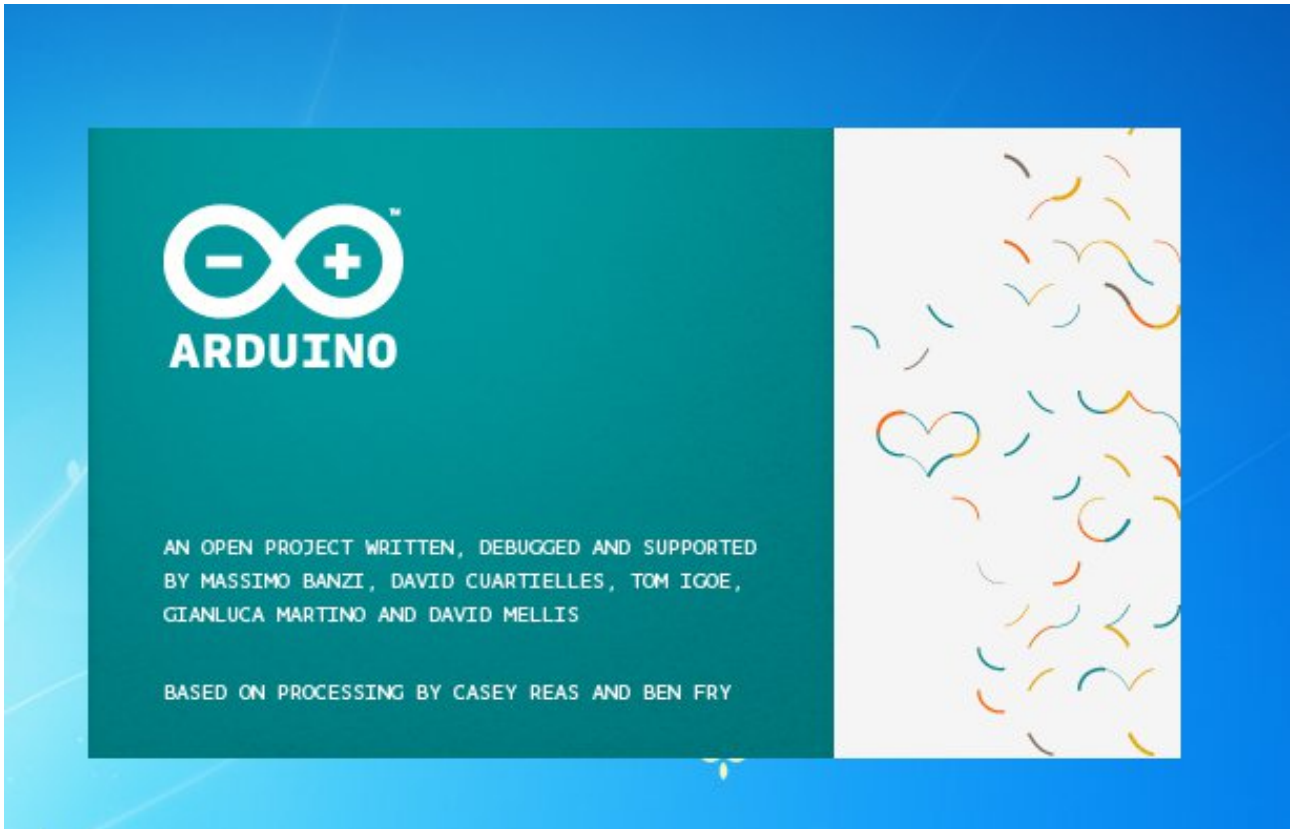 ™
ARDUINO
AN OPEN PROJECT WRITTEN, DEBUGGED AND SUPPORTED
BY MASSIMO BANZI, DAVID CUARTIELLES, TOM IGOE,
GIANLUCA MARTINO AND DAVID MELLIS
BASED ON PROCESSING BY CASEY REAS AND BEN FRY